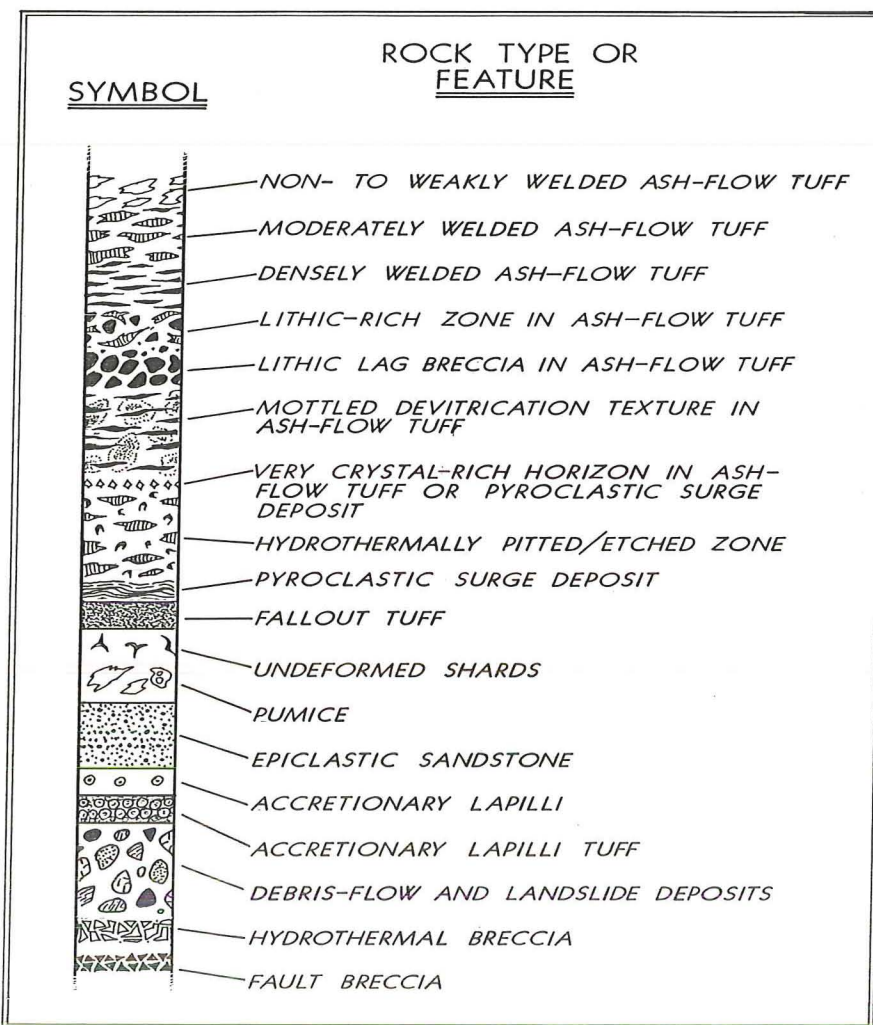 ROCK TYPE OR
FEATURE
SYMBOL
NON- TO WEAKLY WELDED ASH-FLOW TUFF
MODERATELY WELDED ASH-FLOW TUFF
DENSELY WELDED ASH-FLOW TUFF
LITHIC-RICH ZONE IN ASH-FLOW TUFF
LITHIC LAG BRECCIA IN ASH-FLOW TUFF
MOTTLED DEVITRICATION TEXTURE IN
ASH-FLOW TUFF
VERY CRYSTAL-RICH HORIZON IN ASH-
FLOW TUFF OR PYROCLASTIC SURGE
DEPOSIT
HYDROTHERMALLY PITTED/ETCHED ZONE
PYROCLASTIC SURGE DEPOSIT
FALLOUT TUFF
UNDEFORMED SHARDS
PUMICE
EPICLASTIC SANDSTONE
ACCRETIONARY LAPILLI
ACCRETIONARY LAPILLI TUFF
DEBRIS-FLOW AND LANDSLIDE DEPOSITS
HYDROTHERMAL BRECCIA
FAULT BRECCIA